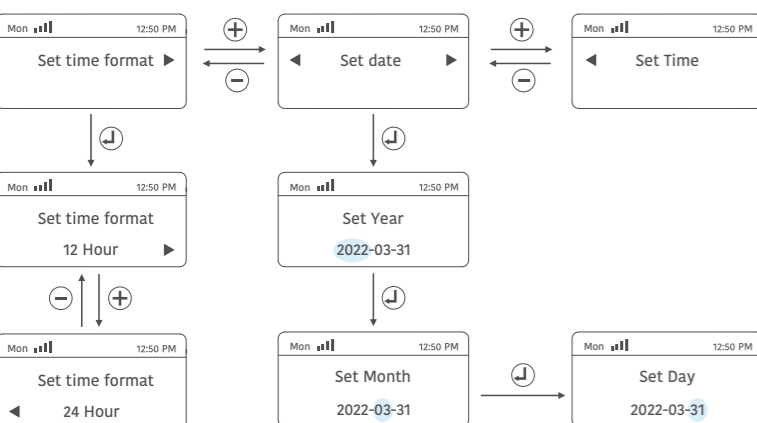 Mon 12:50 PM
Set time format
Mon 12:50 PM
Set date
Mon 12:50 PM
Set Time
Mon 12:50 PM
Set time format
12 Hour
Mon 12:50 PM
Set Year
2022-03-31
Mon 12:50 PM
Set time format
24 Hour
Mon 12:50 PM
Set Month
2022-03-31
Mon 12:50 PM
Set Day
2022-03-31